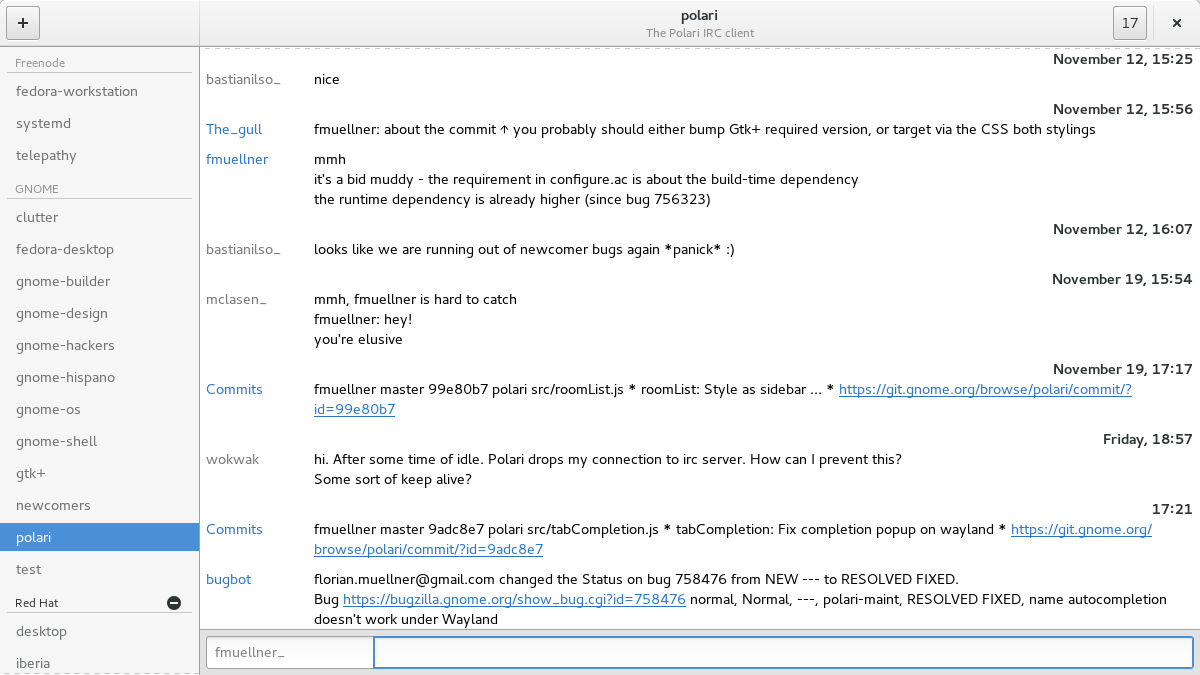 +
polari
The Polari IRC client
17
×
Freenode
fedora-workstation
systemd
telepathy
GNOME
clutter
fedora-desktop
gnome-builder
gnome-design
gnome-hackers
gnome-hispano
gnome-os
gnome-shell
gtk+
newcomers
polari
test
Red Hat
desktop
iberia
November 12, 15:25
bastianilso_ nice
November 12, 15:56
The_gull fmuellner: about the commit ↑ you probably should either bump Gtk+ required version, or target via the CSS both stylings
fmuellner mmh
it's a bid muddy - the requirement in configure.ac is about the build-time dependency
the runtime dependency is already higher (since bug 756323)
November 12, 16:07
bastianilso_ looks like we are running out of newcomer bugs again *panick* :)
November 19, 15:54
mclasen_ mmh, fmuellner is hard to catch
fmuellner: hey!
you're elusive
November 19, 17:17
Commits fmuellner master 99e80b7 polari src/roomList.js * roomList: Style as sidebar ... * https://git.gnome.org/browse/polari/commit/?
id=99e80b7
Friday, 18:57
wokwak hi. After some time of idle. Polari drops my connection to irc server. How can I prevent this?
Some sort of keep alive?
17:21
Commits fmuellner master 9adc8e7 polari src/tabCompletion.js * tabCompletion: Fix completion popup on wayland * https://git.gnome.org/
browse/polari/commit/?id=9adc8e7
bugbot florian.muellner@gmail.com changed the Status on bug 758476 from NEW --- to RESOLVED FIXED.
Bug https://bugzilla.gnome.org/show_bug.cgi?id=758476 normal, Normal, ---, polari-maint, RESOLVED FIXED, name autocompletion
doesn't work under Wayland
fmuellner_